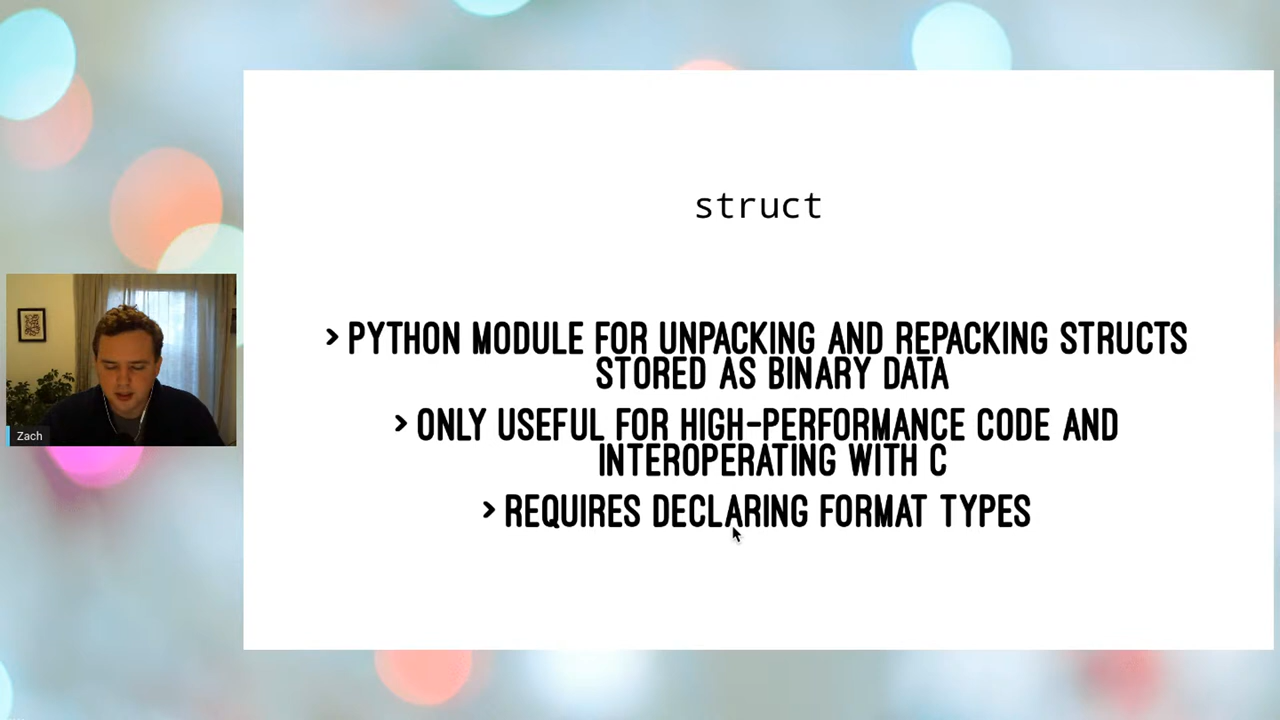 struct
> PYTHON MODULE FOR UNPACKING AND REPACKING STRUCTS
STORED AS BINARY DATA
> ONLY USEFUL FOR HIGH-PERFORMANCE CODE AND
INTEROPERATING WITH C
> REQUIRES DECLARING FORMAT TYPES
Zach